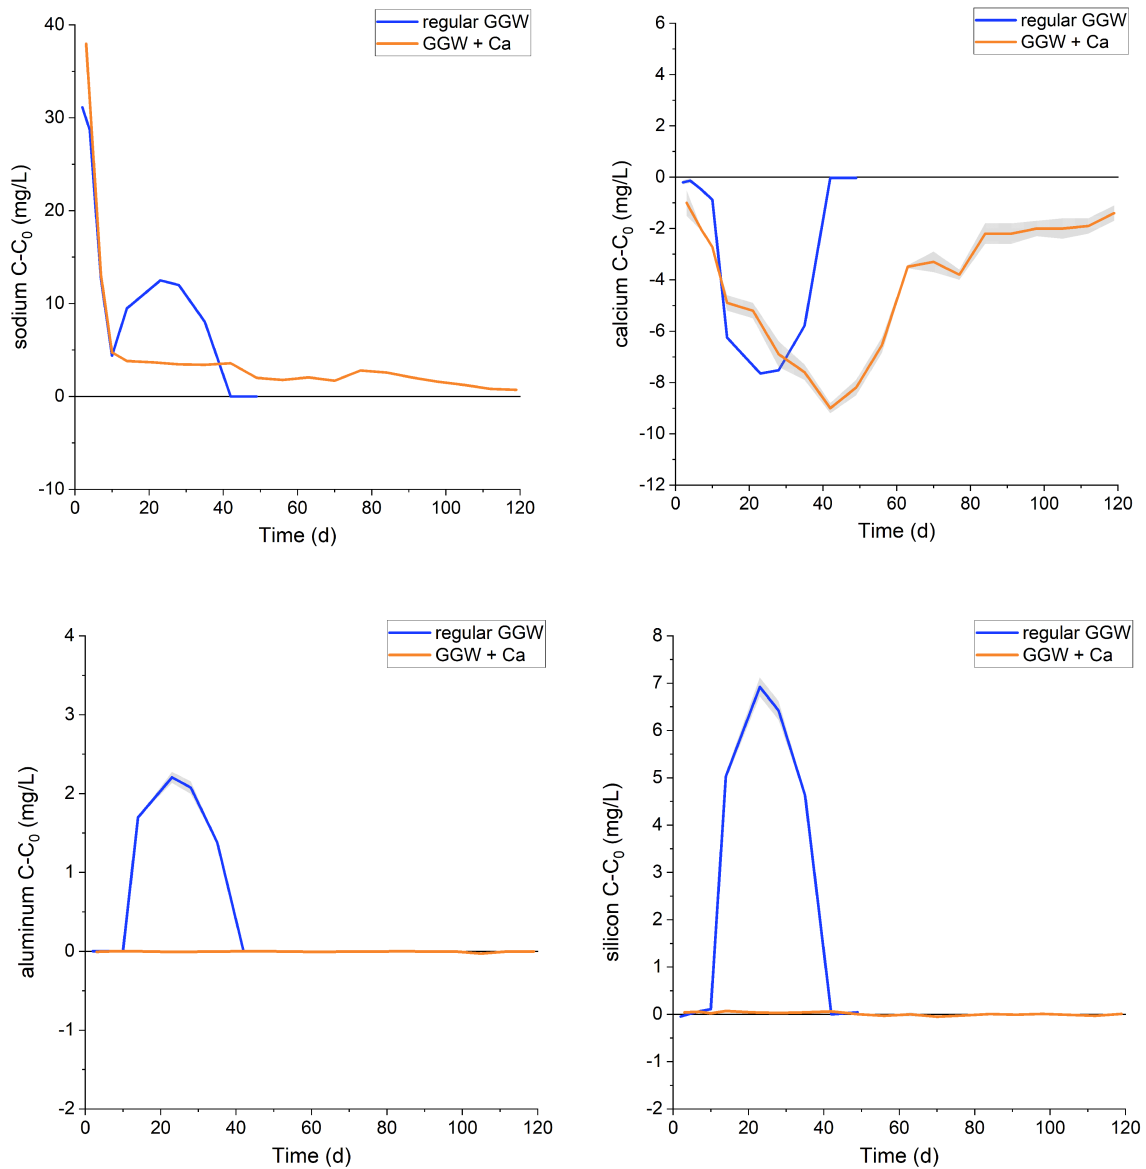 regular GGW
GGW + Ca
40
30
20
10
0
-10
sodium C-C₀ (mg/L)
0 20 40 60 80 100 120
Time (d)
regular GGW
GGW + Ca
6
4
2
0
-2
-4
-6
-8
-10
-12
calcium C-C₀ (mg/L)
0 20 40 60 80 100 120
Time (d)
regular GGW
GGW + Ca
4
3
2
1
0
-1
-2
aluminum C-C₀ (mg/L)
0 20 40 60 80 100 120
Time (d)
regular GGW
GGW + Ca
8
7
6
5
4
3
2
1
0
-1
-2
silicon C-C₀ (mg/L)
0 20 40 60 80 100 120
Time (d)